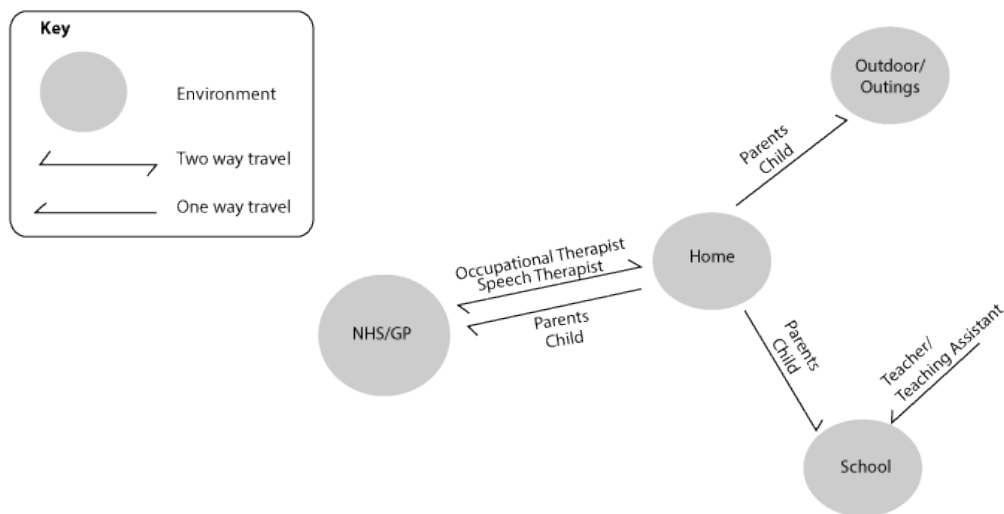 Key
Environment
Two way travel
One way travel
Outdoor/
Outings
Parents
Child
Home
Occupational Therapist
Speech Therapist
Parents
Child
NHS/GP
Parents
Child
Teacher/
Teaching Assistant
School